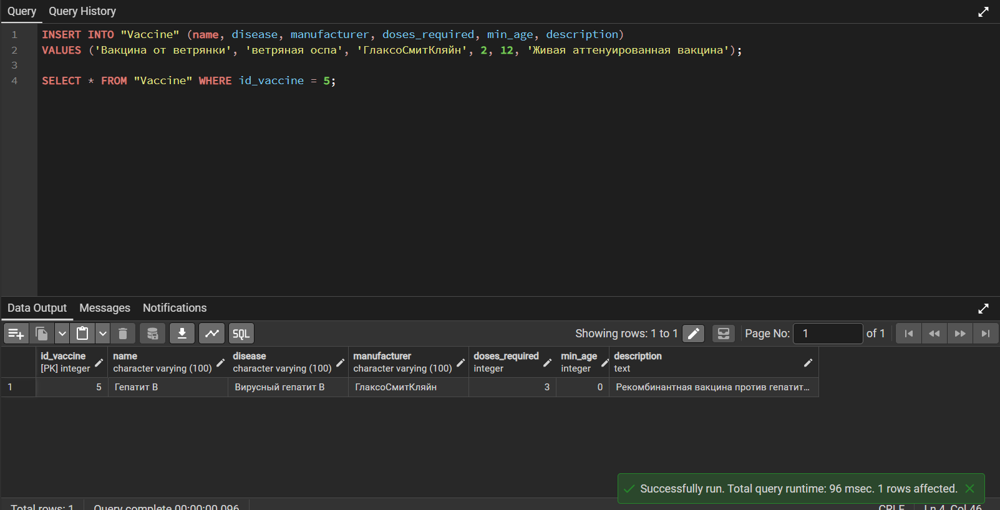 Query Query History
1 INSERT INTO "Vaccine" (name, disease, manufacturer, doses_required, min_age, description)
2 VALUES ('Вакцина от ветрянки', 'ветряная оспа', 'ГлаксоСмитКляйн', 2, 12, 'Живая аттенуированная вакцина');
3
4 SELECT * FROM "Vaccine" WHERE id_vaccine = 5;
Data Output Messages Notifications
SQL Showing rows: 1 to 1 Page No: 1 of 1
id_vaccine name disease manufacturer doses_required min_age description
[PK] integer character varying (100) character varying (100) character varying (100) integer integer text
1 5 Гепатит В Вирусный гепатит В ГлаксоСмитКляйн 3 0 Рекомбинантная вакцина против гепатит...
Successfully run. Total query runtime: 96 msec. 1 rows affected.
Total rows: 1 Query complete 00:00:00.096 CRLF Ln 4, Col 46